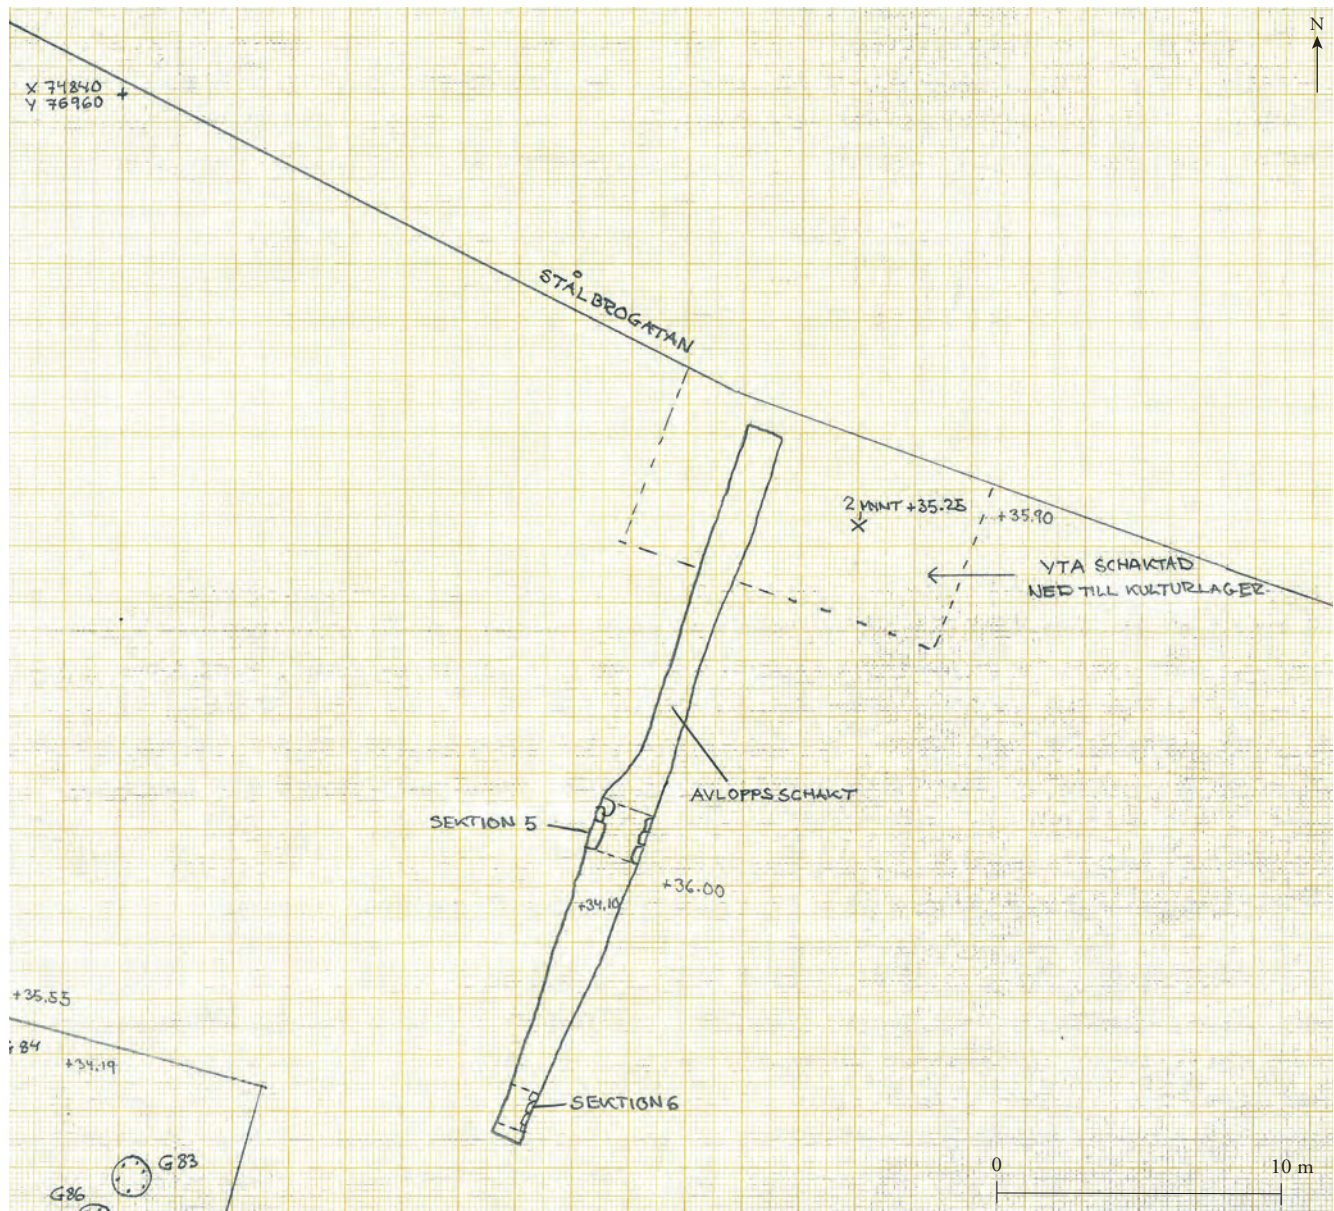 N
X 74840
Y 76960
STÅLBROGATAN
2 MYNT +35.25
+35.90
YTA SCHAKTAD
NED TILL KULTURLAGER.
AVLOPPSSCHAKT
SEKTION 5
+36.00
+34.10
+35.55
G 84
+34.19
SEKTION 6
G 83
G86
0 10 m